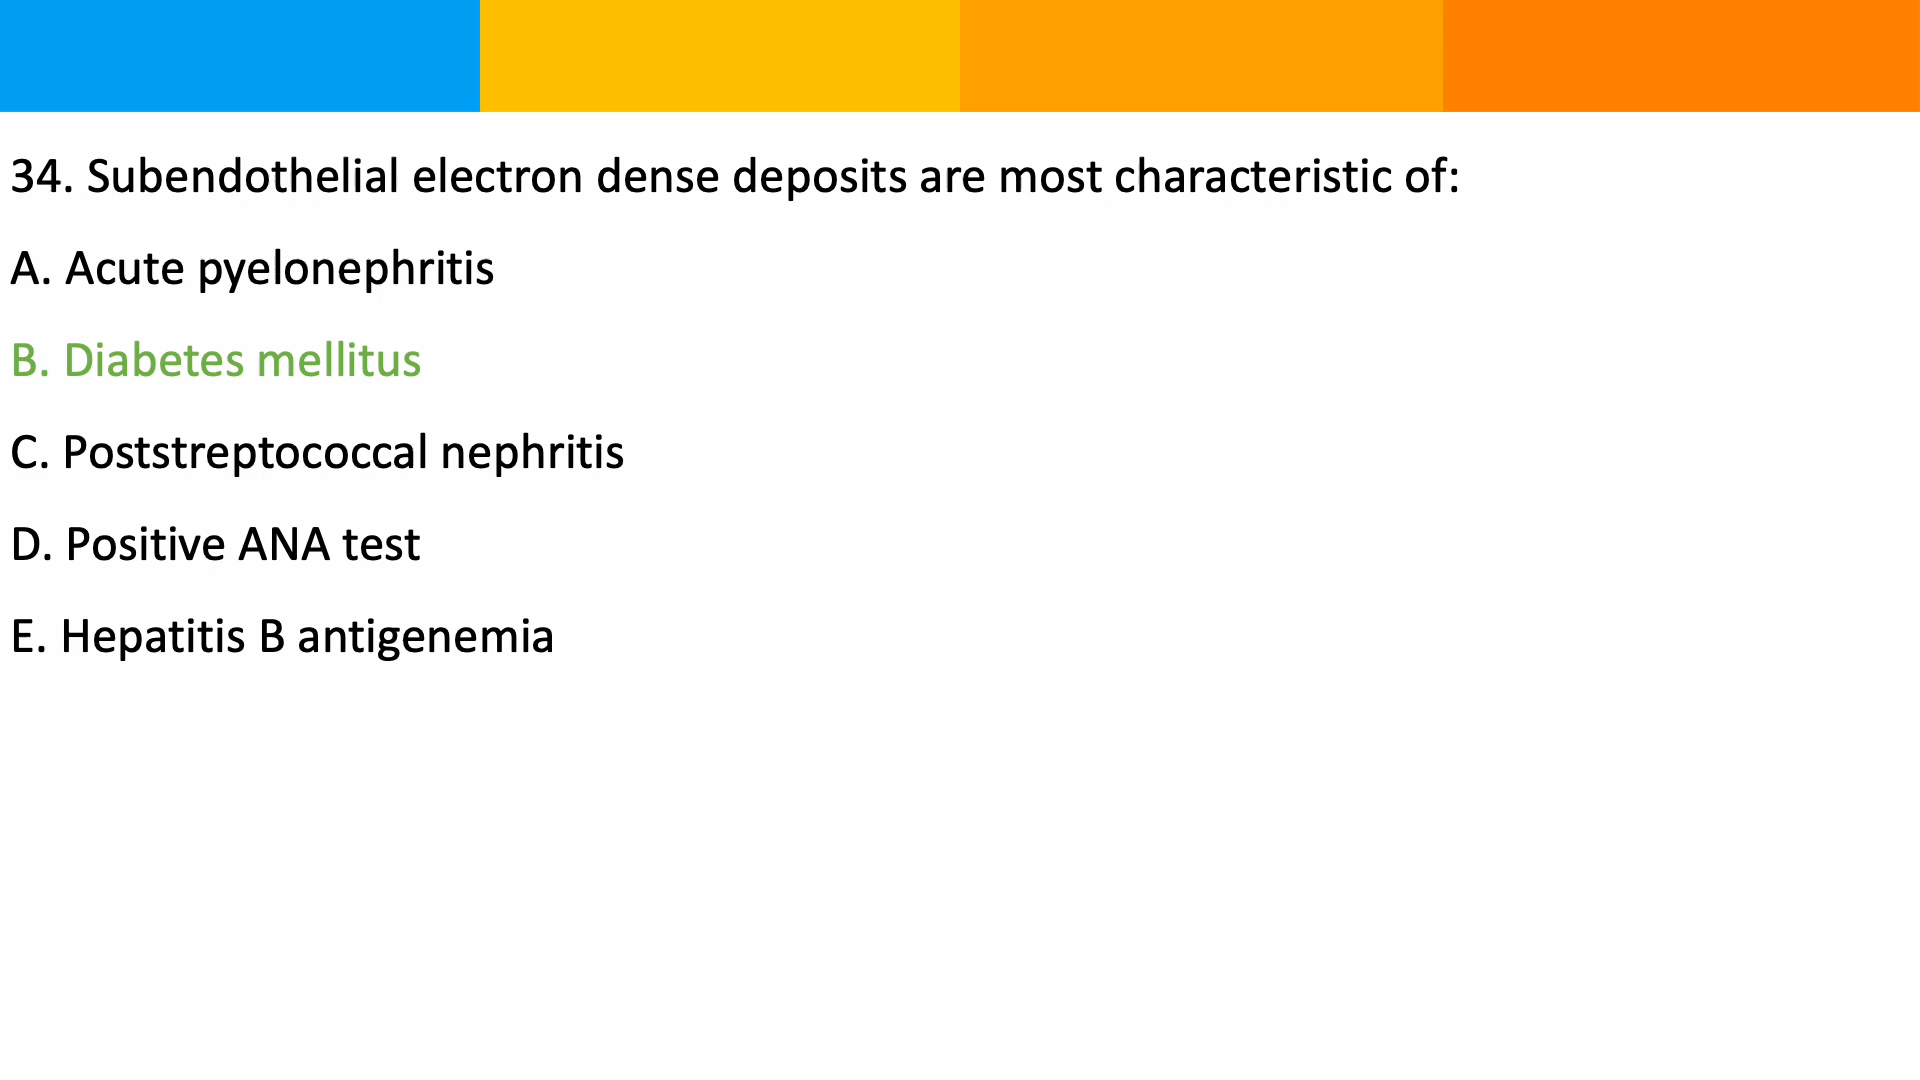 34. Subendothelial electron dense deposits are most characteristic of:
A. Acute pyelonephritis
B. Diabetes mellitus
C. Poststreptococcal nephritis
D. Positive ANA test
E. Hepatitis B antigenemia